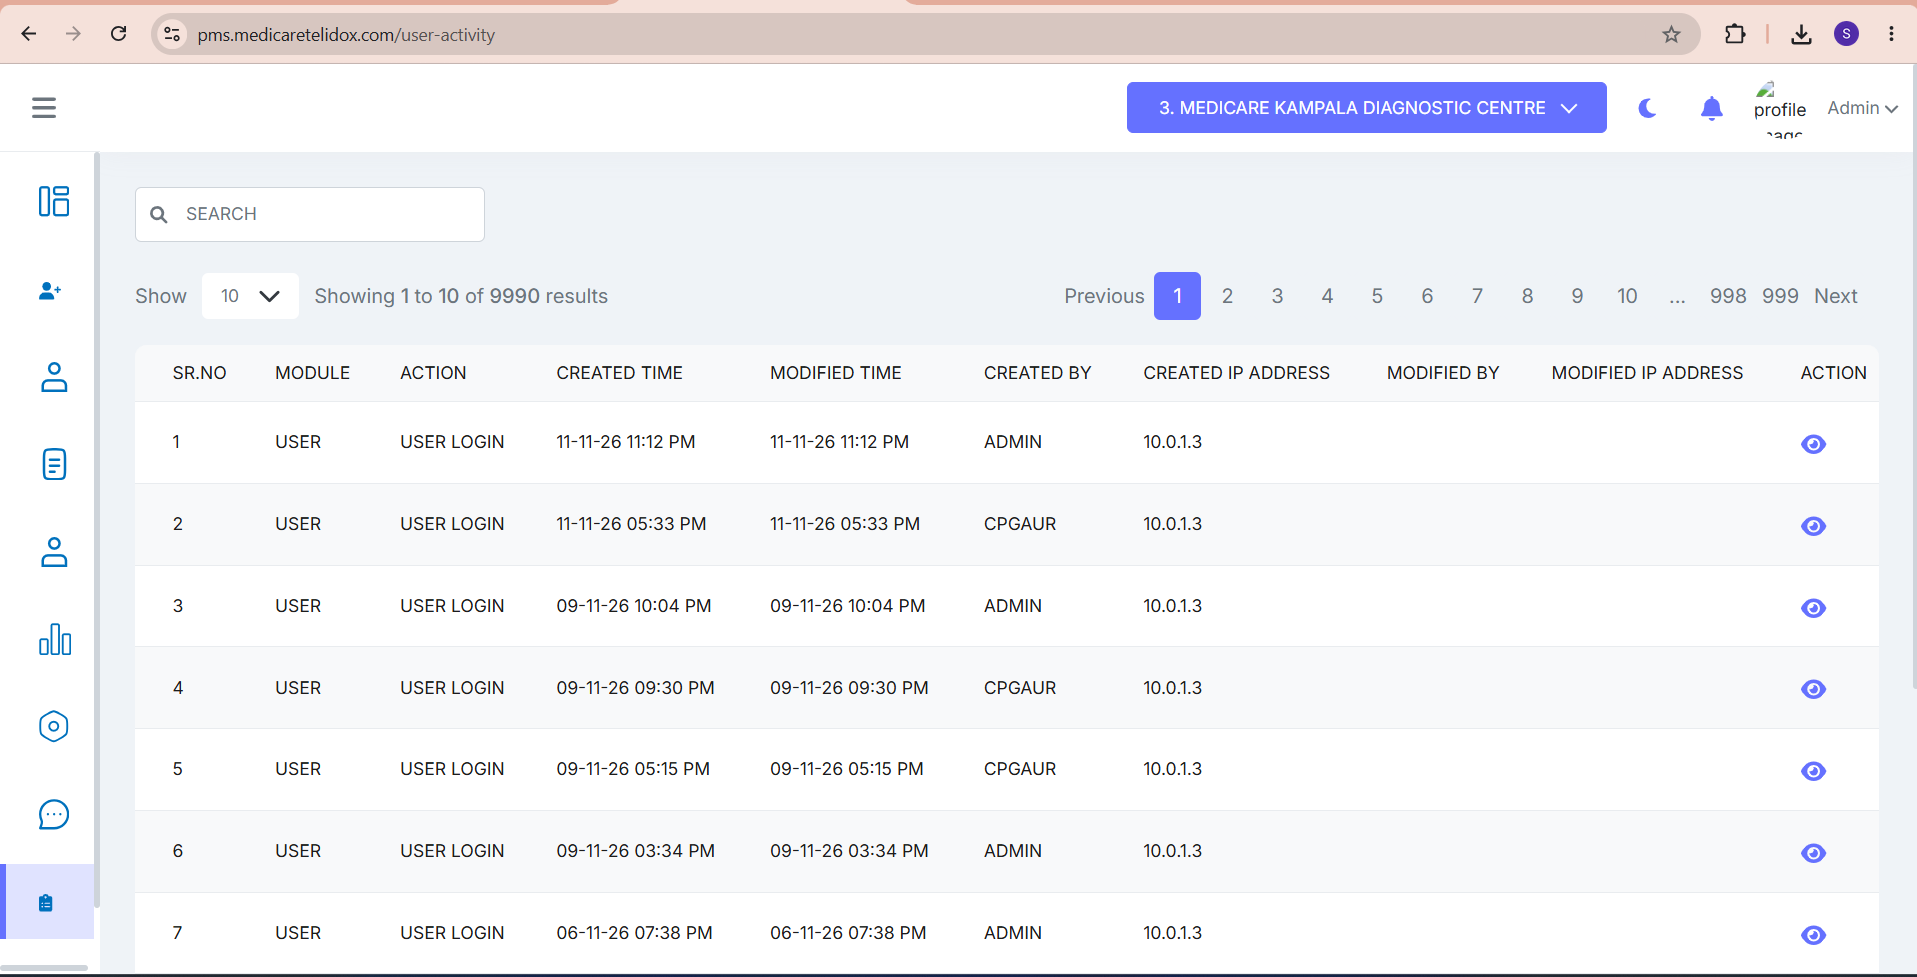 pms.medicaretelidox.com/user-activity
S
3. MEDICARE KAMPALA DIAGNOSTIC CENTRE
profile
Admin
SEARCH
Show 10 Showing 1 to 10 of 9990 results Previous 1 2 3 4 5 6 7 8 9 10 ... 998 999 Next
SR.NO MODULE ACTION CREATED TIME MODIFIED TIME CREATED BY CREATED IP ADDRESS MODIFIED BY MODIFIED IP ADDRESS ACTION
1 USER USER LOGIN 11-11-26 11:12 PM 11-11-26 11:12 PM ADMIN 10.0.1.3
2 USER USER LOGIN 11-11-26 05:33 PM 11-11-26 05:33 PM CPGAUR 10.0.1.3
3 USER USER LOGIN 09-11-26 10:04 PM 09-11-26 10:04 PM ADMIN 10.0.1.3
4 USER USER LOGIN 09-11-26 09:30 PM 09-11-26 09:30 PM CPGAUR 10.0.1.3
5 USER USER LOGIN 09-11-26 05:15 PM 09-11-26 05:15 PM CPGAUR 10.0.1.3
6 USER USER LOGIN 09-11-26 03:34 PM 09-11-26 03:34 PM ADMIN 10.0.1.3
7 USER USER LOGIN 06-11-26 07:38 PM 06-11-26 07:38 PM ADMIN 10.0.1.3